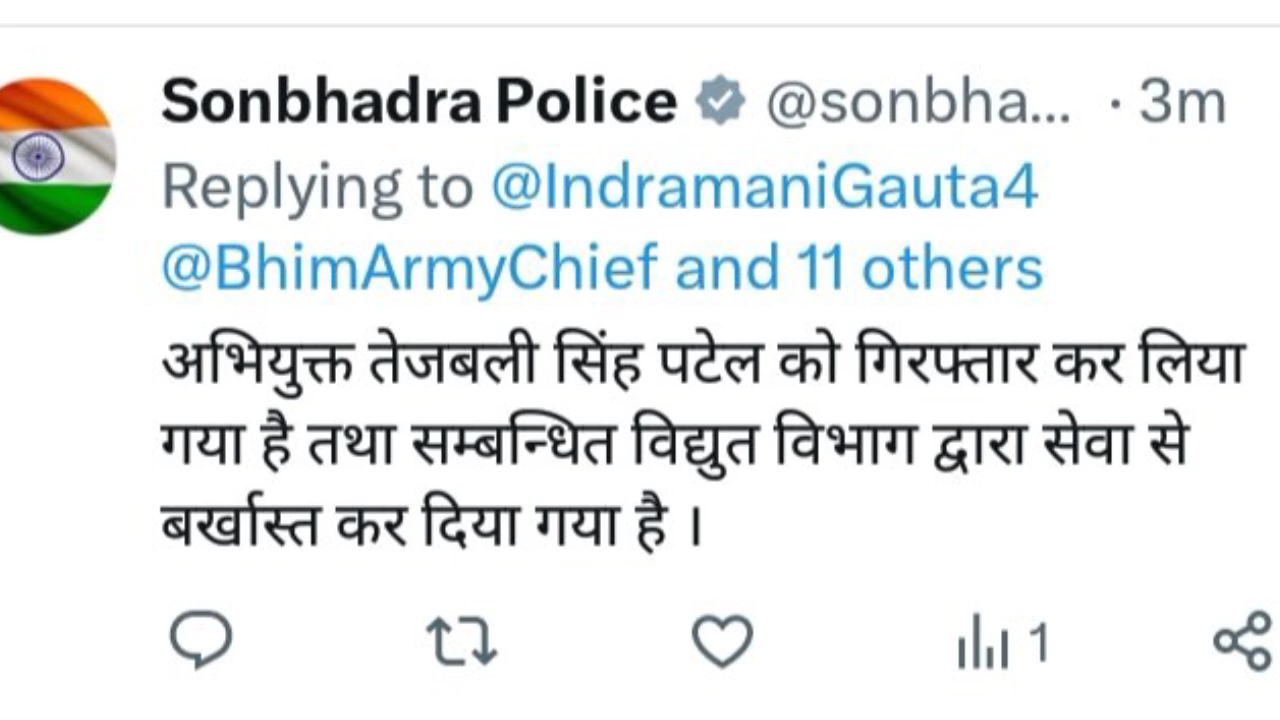 Sonbhadra Police @sonbha... · 3m
Replying to @IndramaniGauta4
@BhimArmyChief and 11 others
अभियुक्त तेजबली सिंह पटेल को गिरफ्तार कर लिया
गया है तथा सम्बन्धित विद्युत विभाग द्वारा सेवा से
बर्खास्त कर दिया गया है ।
1